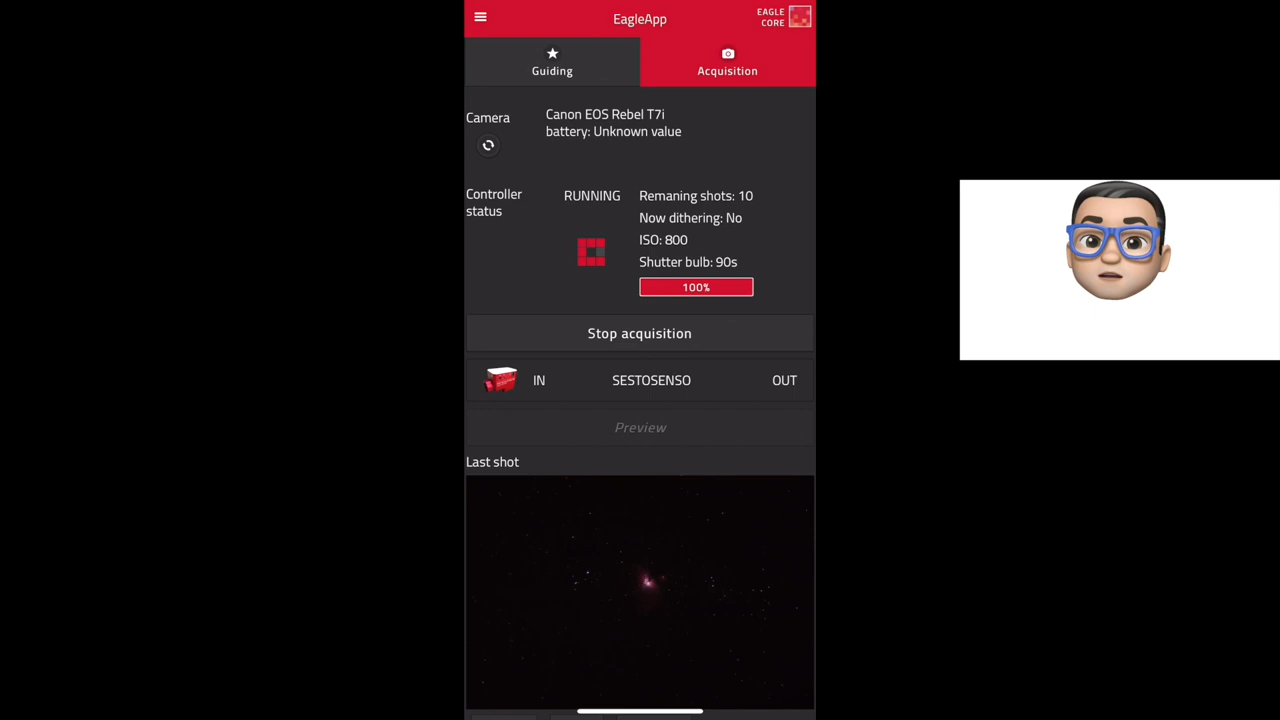 EagleApp
EAGLE
CORE
Guiding
Acquisition
Camera
Canon EOS Rebel T7i
battery: Unknown value
Controller
status
RUNNING
Remaning shots: 10
Now dithering: No
ISO: 800
Shutter bulb: 90s
100%
Stop acquisition
IN
SESTOSENSO
OUT
Preview
Last shot